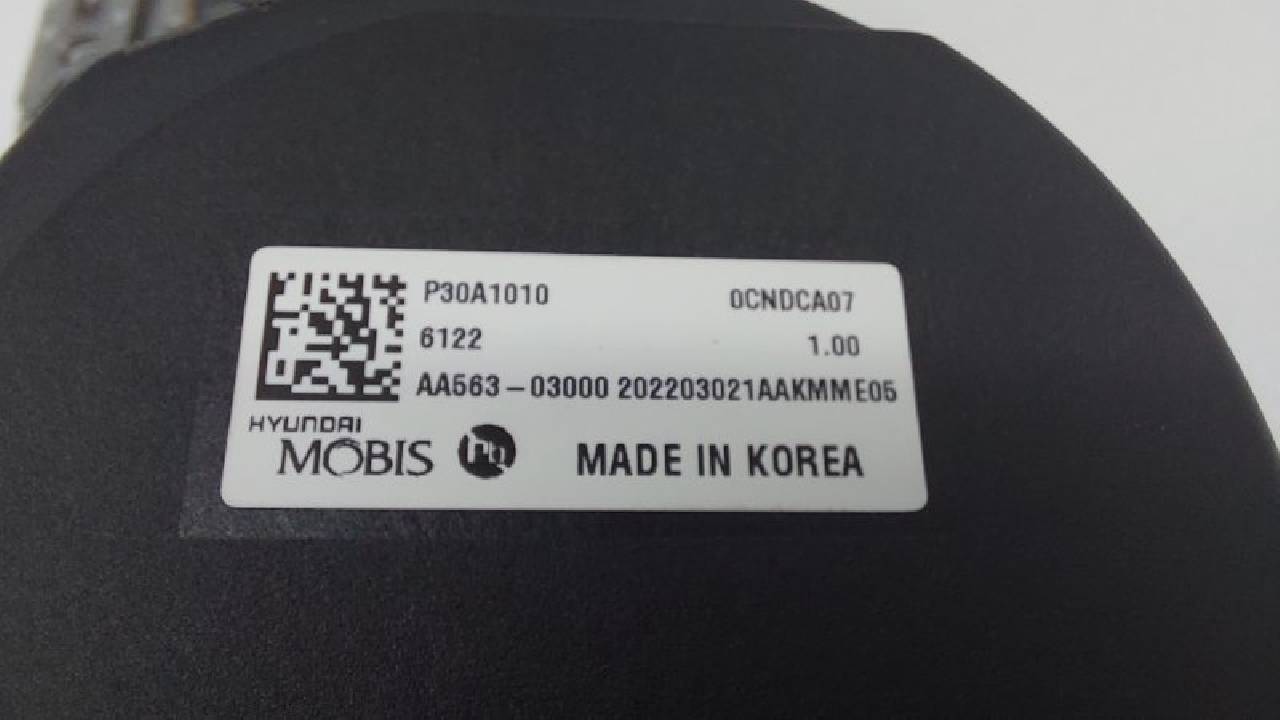 P30A1010 0CNDCA07
6122 1.00
AA563-03000 202203021AAKMME05
HYUNDAI
MOBIS
MADE IN KOREA